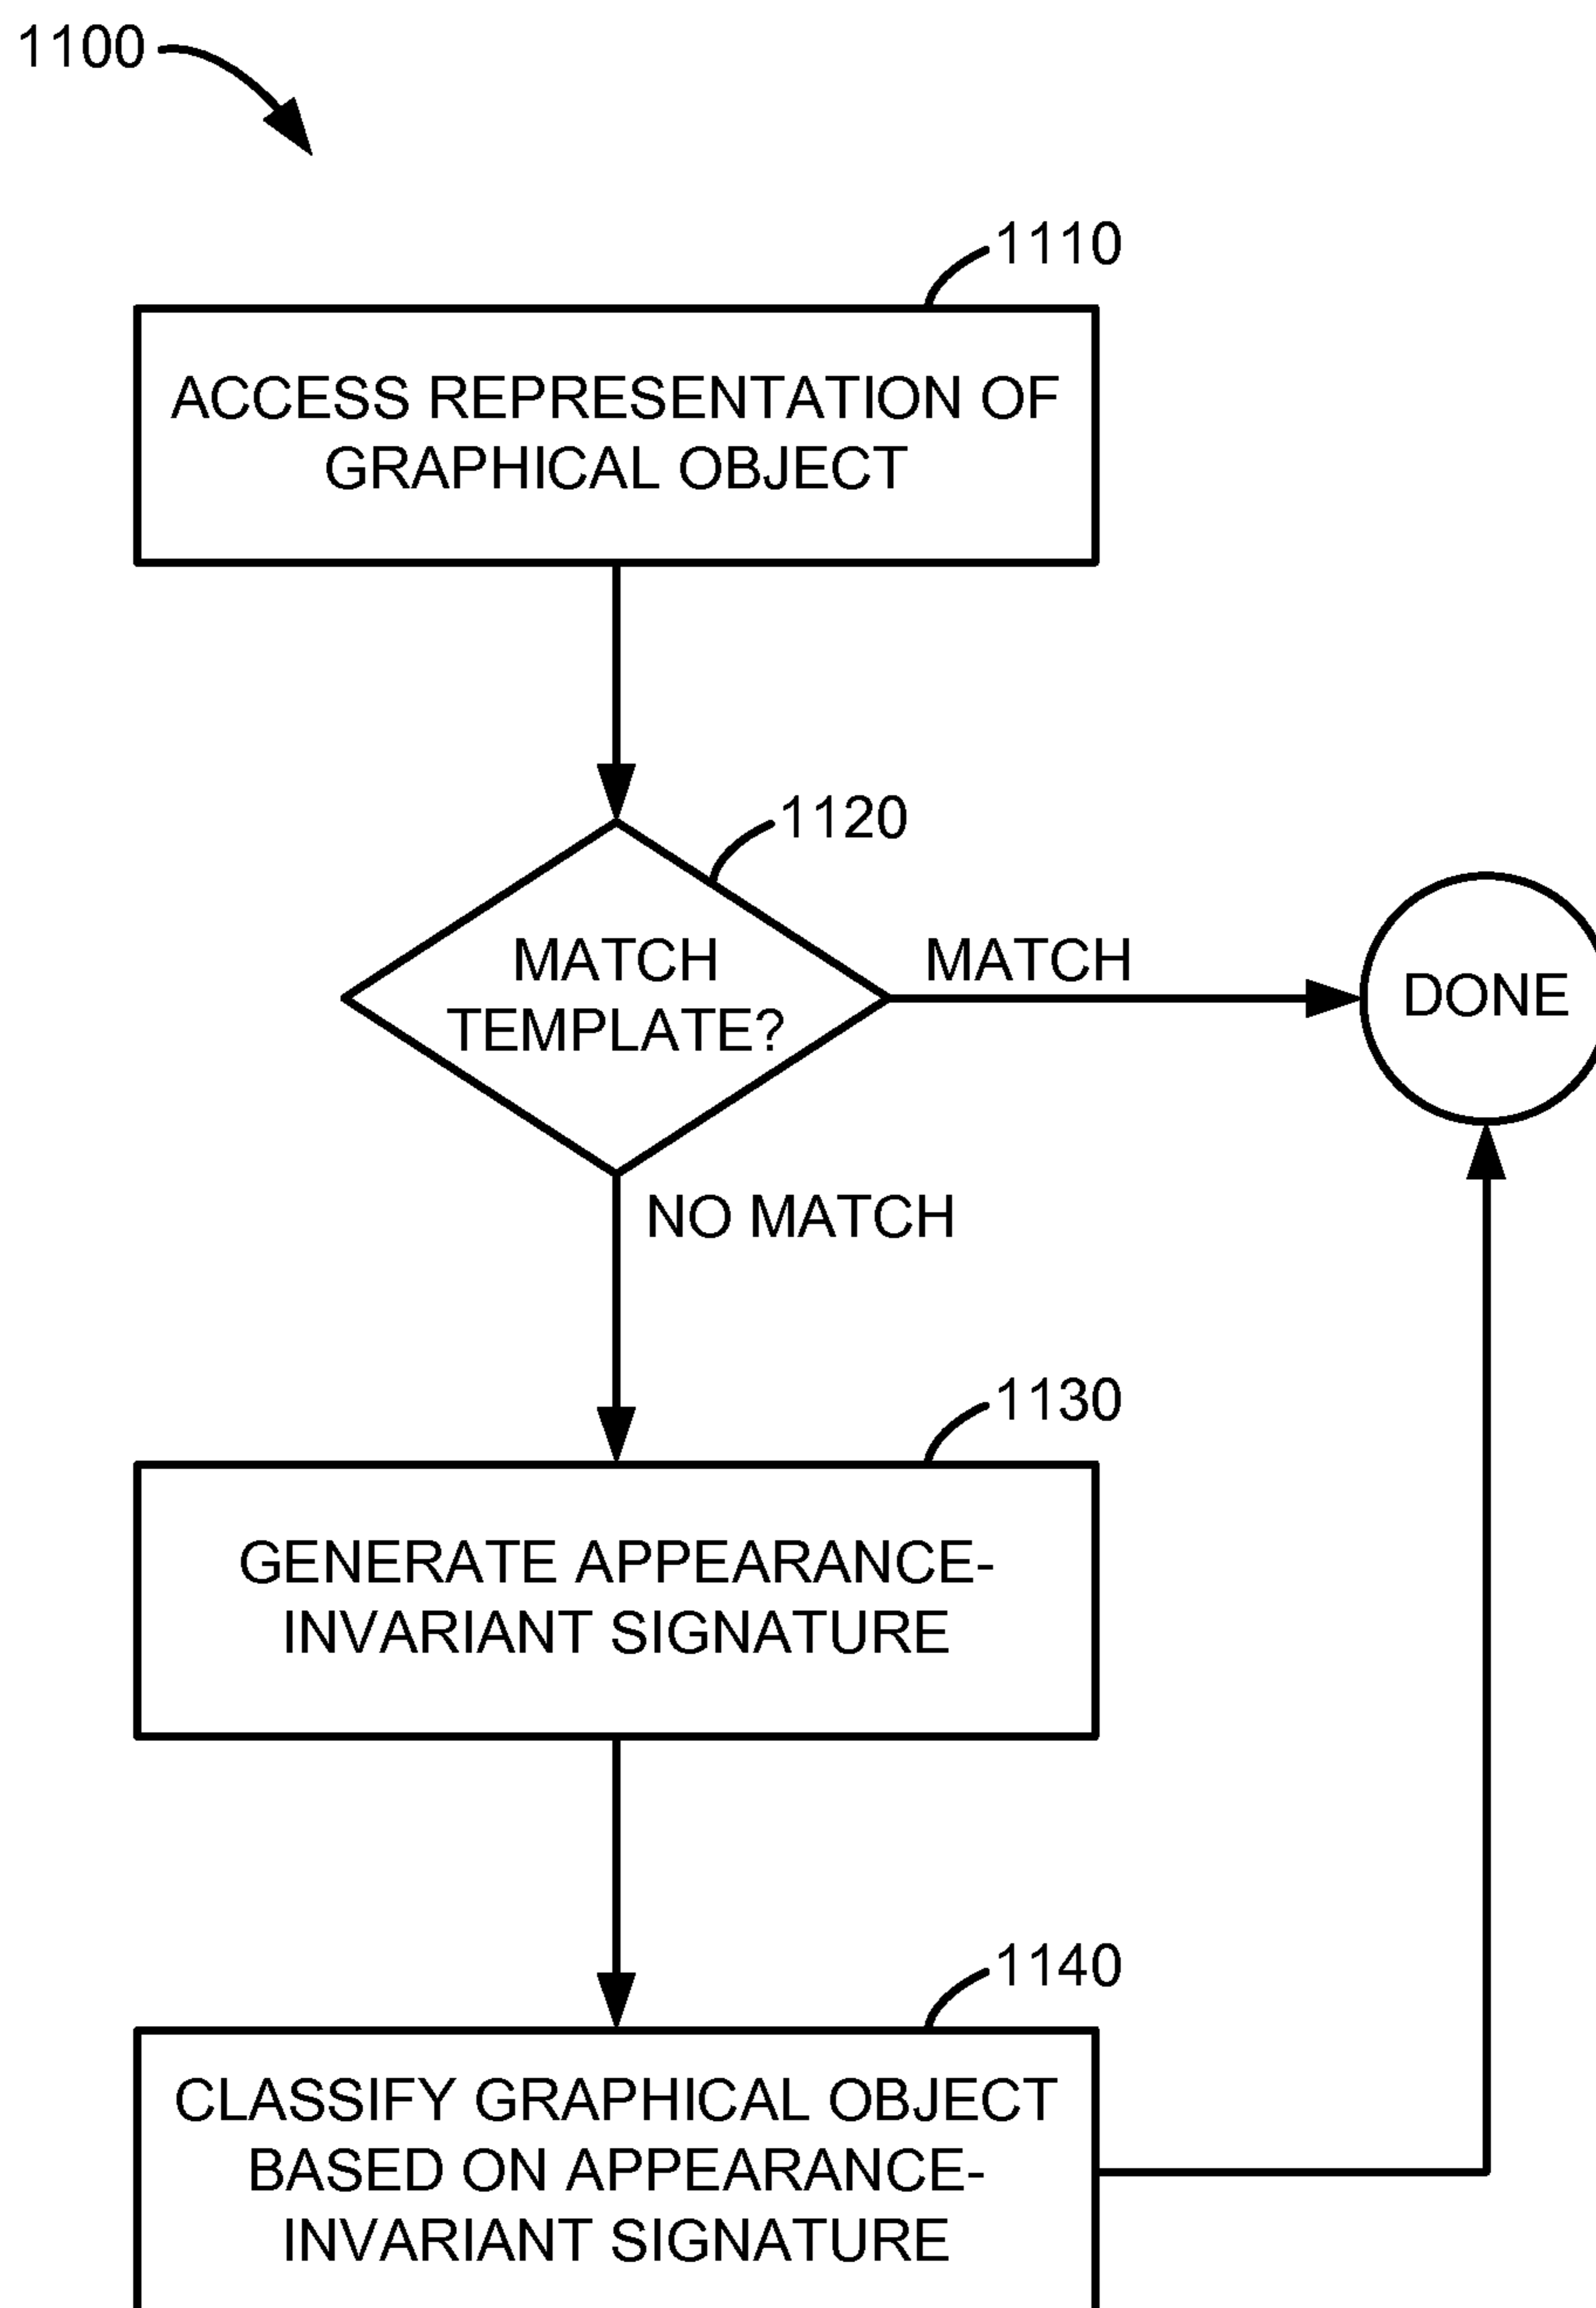 1100
1110
ACCESS REPRESENTATION OF
GRAPHICAL OBJECT
1120
MATCH
TEMPLATE?
MATCH
DONE
NO MATCH
1130
GENERATE APPEARANCE-
INVARIANT SIGNATURE
1140
CLASSIFY GRAPHICAL OBJECT
BASED ON APPEARANCE-
INVARIANT SIGNATURE